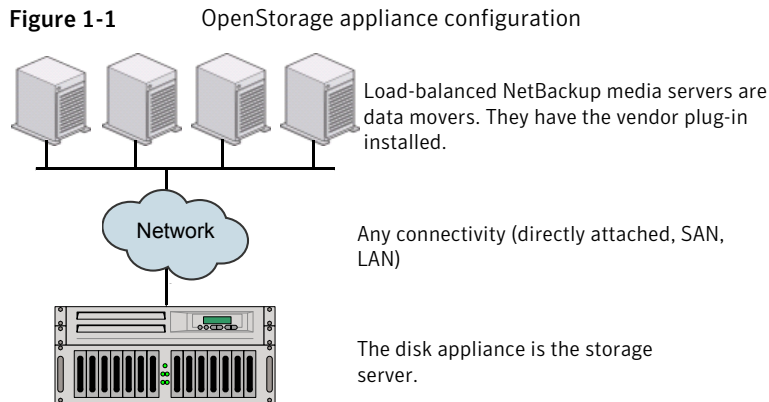 Figure 1-1 OpenStorage appliance configuration
Load-balanced NetBackup media servers are
data movers. They have the vendor plug-in
installed.
Network
Any connectivity (directly attached, SAN,
LAN)
The disk appliance is the storage
server.